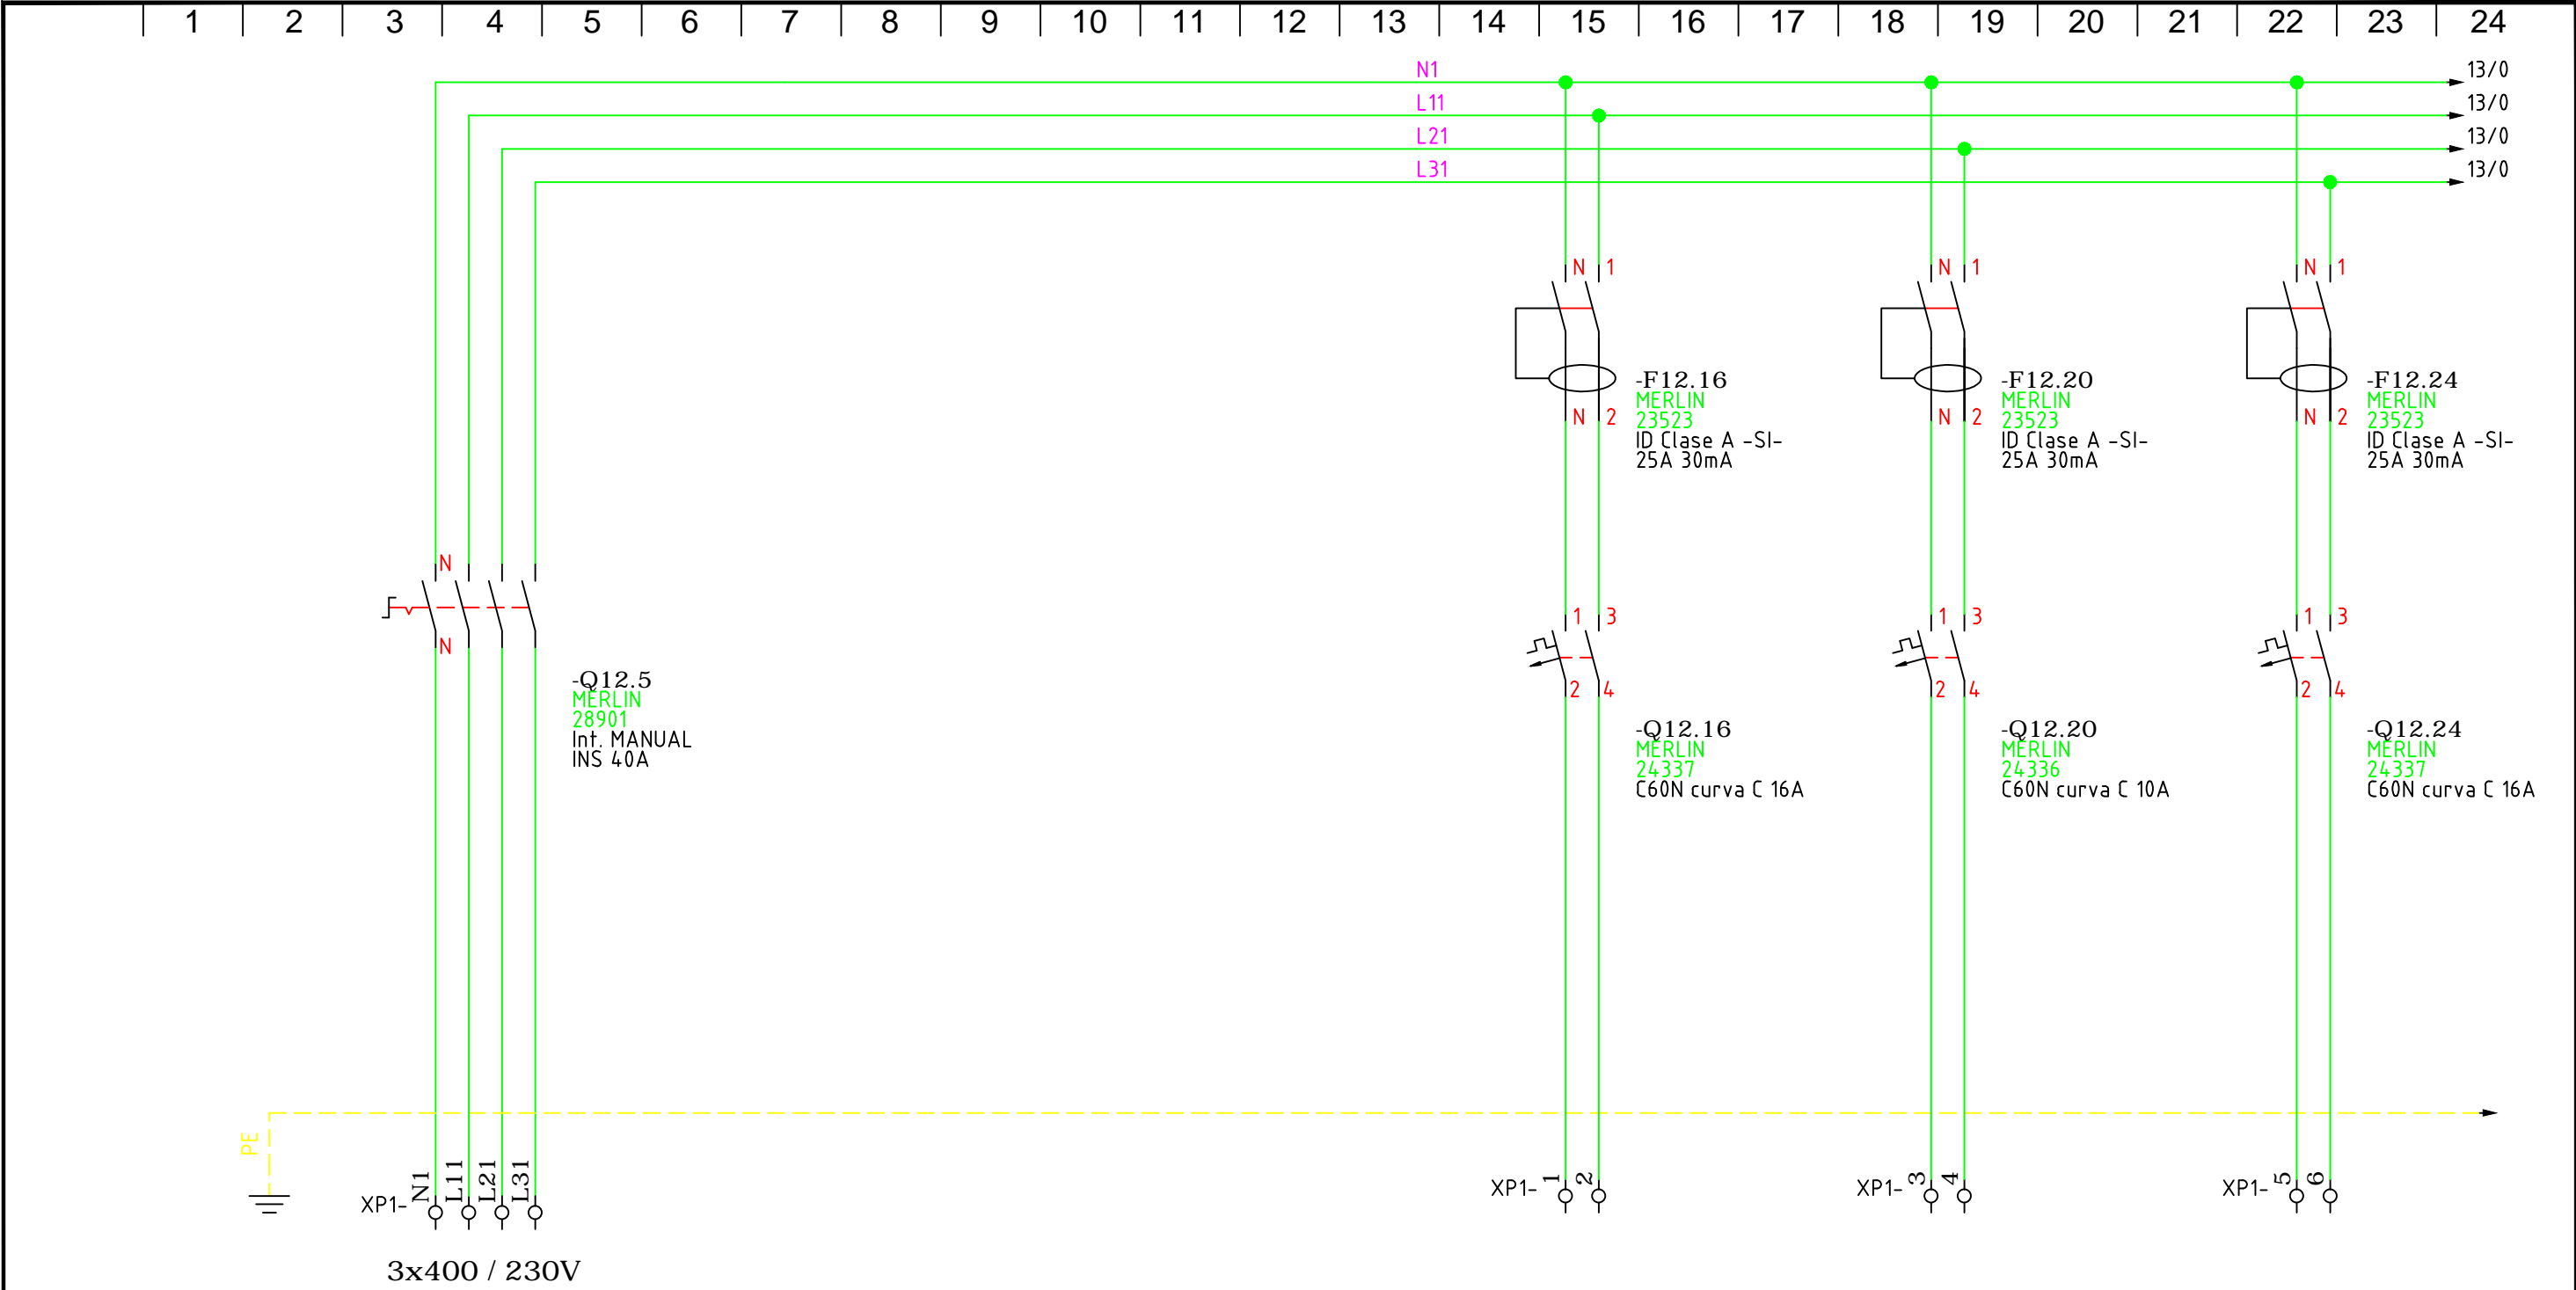 1 2 3 4 5 6 7 8 9 10 11 12 13 14 15 16 17 18 19 20 21 22 23 24
N1 13/0
L11 13/0
L21 13/0
L31 13/0
N 1 N 1 N 1
-F12.16
MERLIN
23523
ID Clase A -SI-
25A 30mA
N 2
-F12.20
MERLIN
23523
ID Clase A -SI-
25A 30mA
N 2
-F12.24
MERLIN
23523
ID Clase A -SI-
25A 30mA
N 2
N
N
-Q12.5
MERLIN
28901
Int. MANUAL
INS 40A
1 3 1 3 1 3
2 4 2 4 2 4
-Q12.16
MERLIN
24337
C60N curva C 16A
-Q12.20
MERLIN
24336
C60N curva C 10A
-Q12.24
MERLIN
24337
C60N curva C 16A
PE
XP1- N1 L11 L21 L31
XP1- 1 2
XP1- 3 4
XP1- 5 6
3x400 / 230V